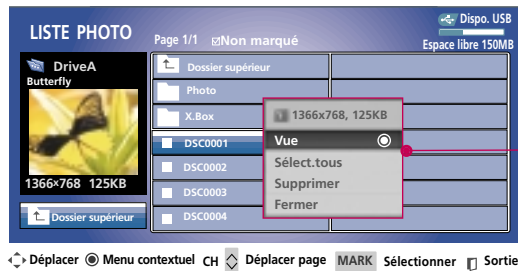 LISTE PHOTO
Page 1/1
Non marqué
Dispo. USB
Espace libre 150MB
DriveA
Butterfly
1366×768 125KB
Dossier supérieur
Dossier supérieur
Photo
X.Box
DSC0001
DSC0002
DSC0003
DSC0004
1366x768, 125KB
Vue
Sélect.tous
Supprimer
Fermer
Déplacer Menu contextuel CH Déplacer page MARK Sélectionner Sortie